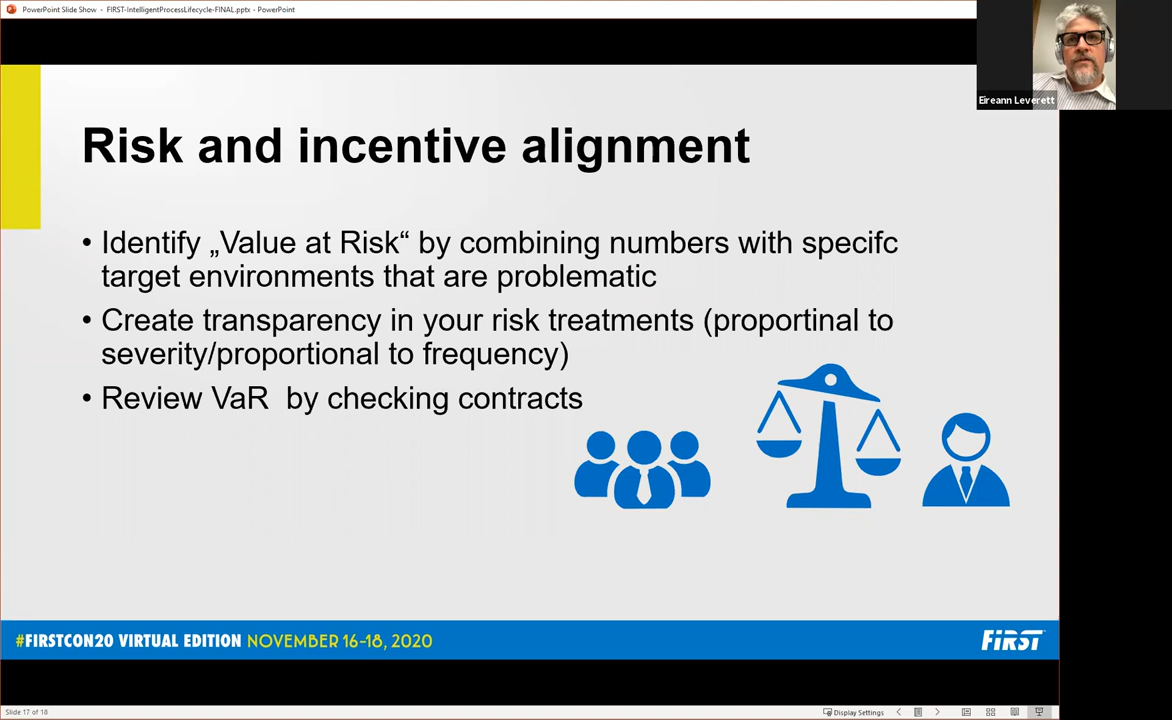 PowerPoint Slide Show - FIRST-IntelligentProcessLifecycle-FINAL.pptx - PowerPoint
Eireann Leverett
Risk and incentive alignment
• Identify „Value at Risk“ by combining numbers with specifc
target environments that are problematic
• Create transparency in your risk treatments (proportinal to
severity/proportional to frequency)
• Review VaR  by checking contracts
#FIRSTCON20 VIRTUAL EDITION NOVEMBER 16-18, 2020
FIRST
Slide 17 of 18
Display Settings